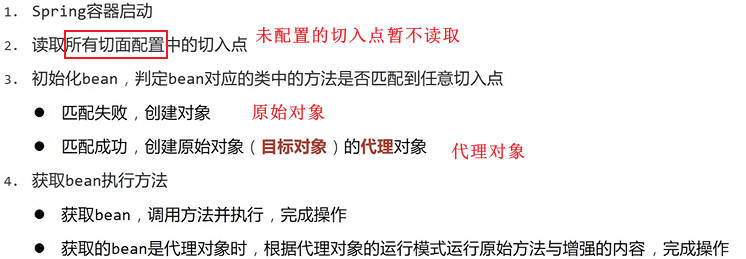 1. Spring容器启动
2. 读取所有切面配置中的切入点 未配置的切入点暂不读取
3. 初始化bean，判定bean对应的类中的方法是否匹配到任意切入点
● 匹配失败，创建对象 原始对象
● 匹配成功，创建原始对象（目标对象）的代理对象 代理对象
4. 获取bean执行方法
● 获取bean，调用方法并执行，完成操作
● 获取的bean是代理对象时，根据代理对象的运行模式运行原始方法与增强的内容，完成操作